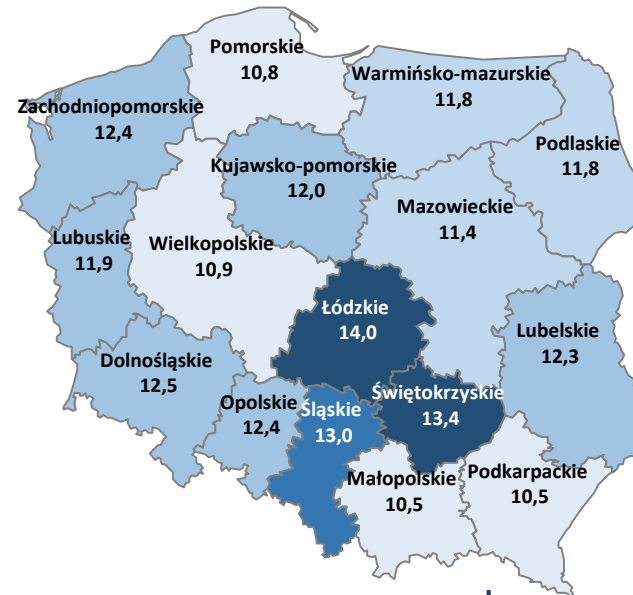 Pomorskie
10,8
Warmińsko-mazurskie
11,8
Zachodniopomorskie
12,4
Podlaskie
11,8
Kujawsko-pomorskie
12,0
Mazowieckie
11,4
Lubuskie
11,9
Wielkopolskie
10,9
Łódzkie
14,0
Lubelskie
12,3
Dolnośląskie
12,5
Opolskie
12,4
Śląskie
13,0
Świętokrzyskie
13,4
Małopolskie
10,5
Podkarpackie
10,5